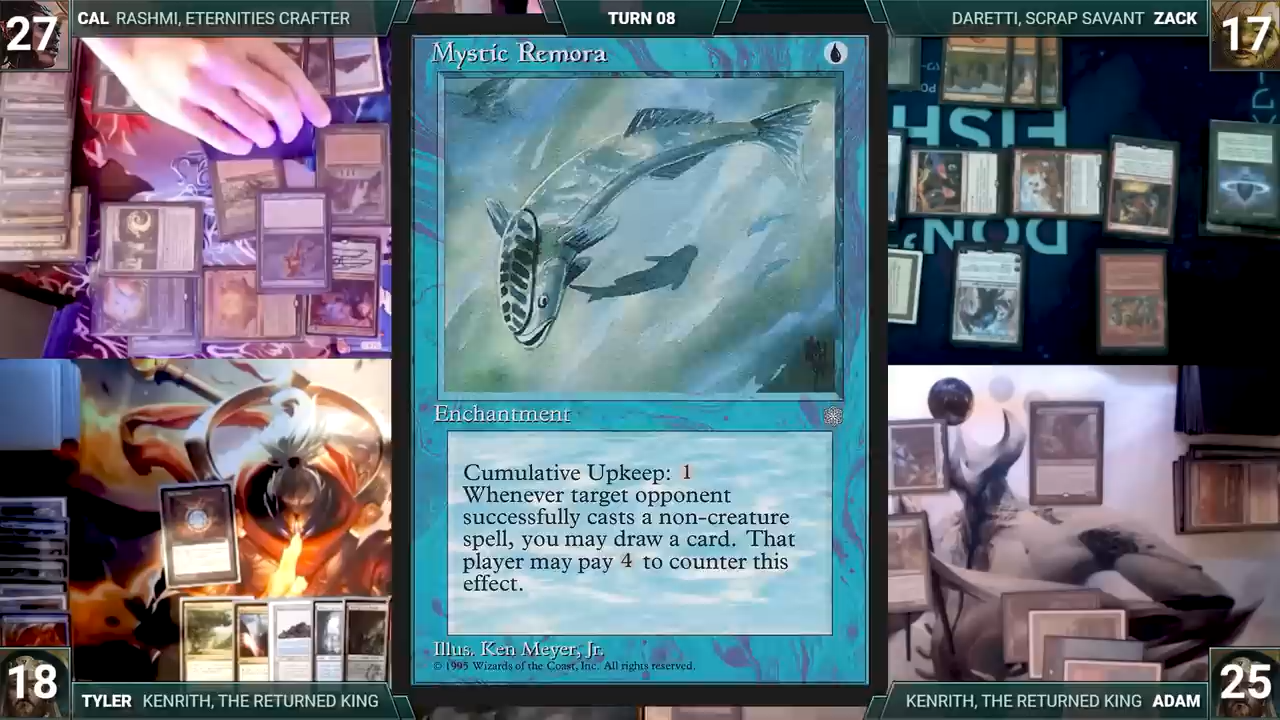 27
CAL RASHMI, ETERNITIES CRAFTER
TURN 08
DARETTI, SCRAP SAVANT ZACK
17
Mystic Remora
Enchantment
Cumulative Upkeep: 1
Whenever target opponent
successfully casts a non-creature
spell, you may draw a card. That
player may pay 4 to counter this
effect.
Illus. Ken Meyer, Jr.
© 1995 Wizards of the Coast, Inc. All rights reserved.
FISH
DON'
18
TYLER KENRITH, THE RETURNED KING
KENRITH, THE RETURNED KING ADAM
25